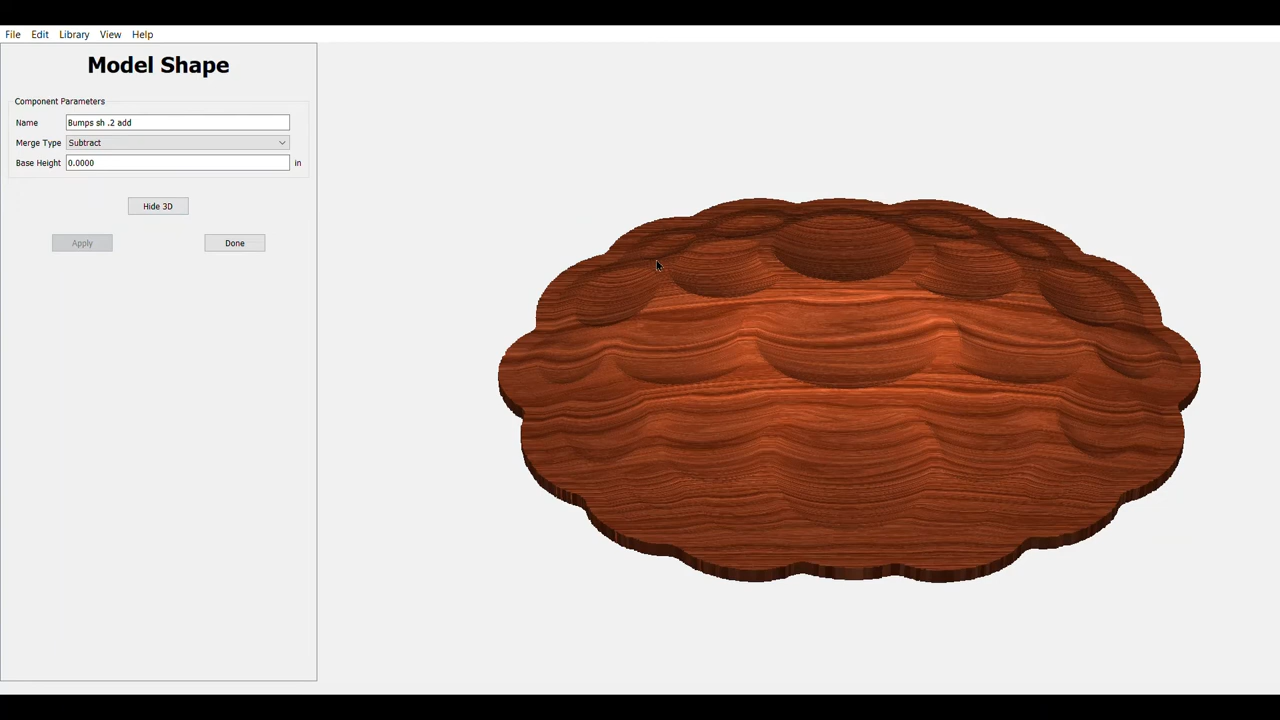 File Edit Library View Help
Model Shape
Component Parameters
Name Bumps sh .2 add
Merge Type Subtract
Base Height 0.0000 in
Hide 3D
Apply Done